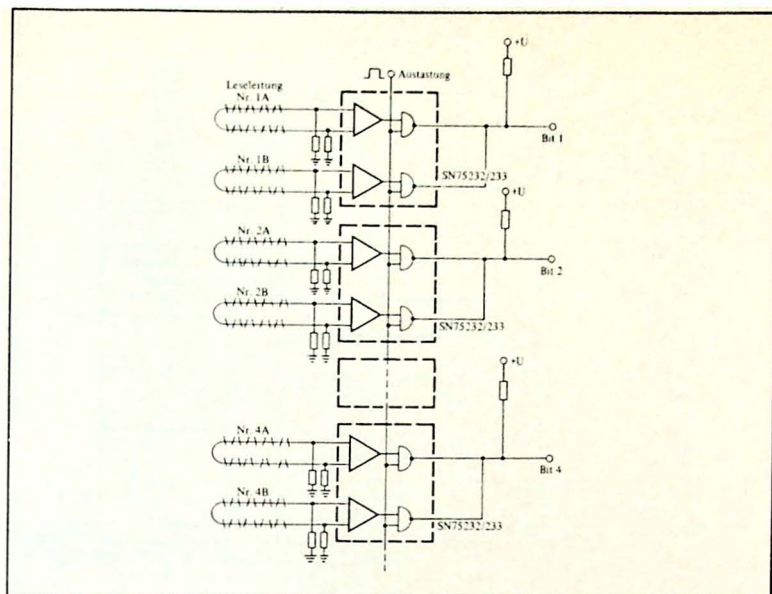 +U
Austastung
Leseleitung
Nr. 1A
Bit 1
Nr. 1B
SN75232/233
+U
Nr. 2A
Bit 2
Nr. 2B
SN75232/233
+U
Nr. 4A
Bit 4
Nr. 4B
SN75232/233